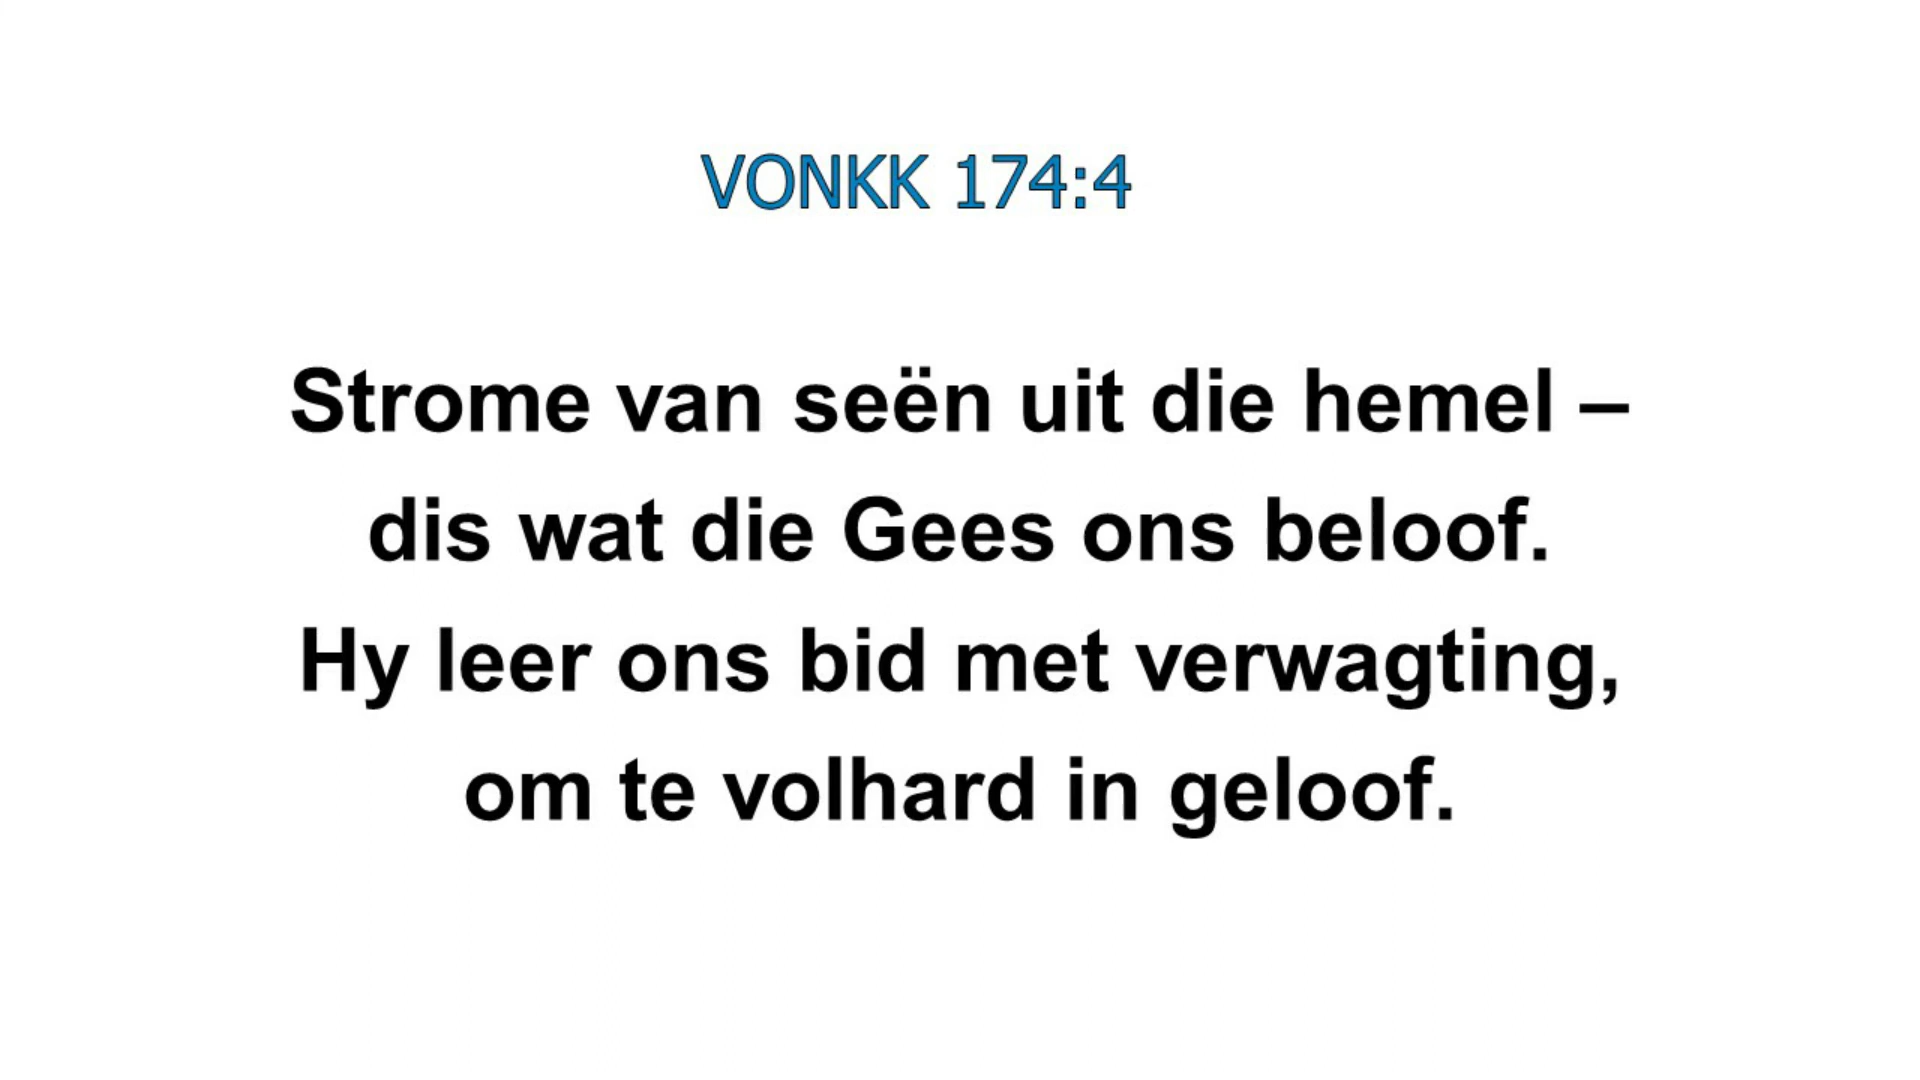 VONKK 174:4
Strome van seën uit die hemel –
dis wat die Gees ons beloof.
Hy leer ons bid met verwagting,
om te volhard in geloof.